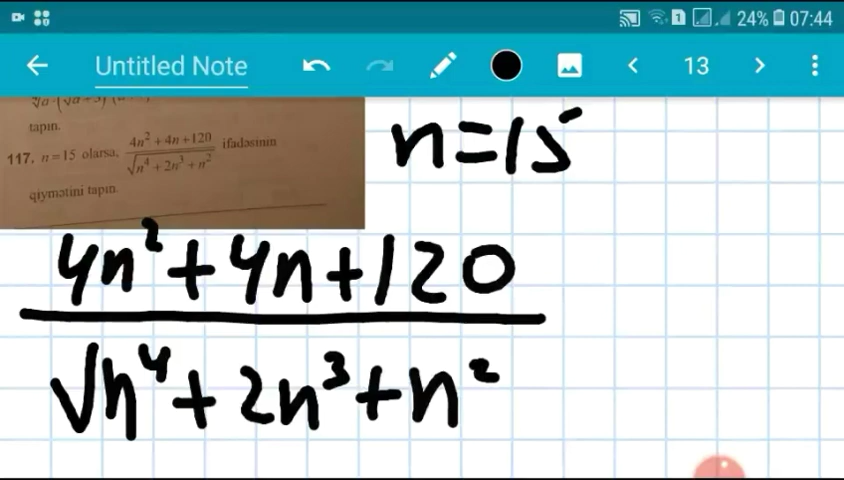 24% 07:44
Untitled Note 13
tapın.
117. n=15 olarsa, (4n²+4n+120)/√(n⁴+2n³+n²) ifadəsinin
qiymətini tapın.
n=15
4n²+4n+120
√n⁴+2n³+n²